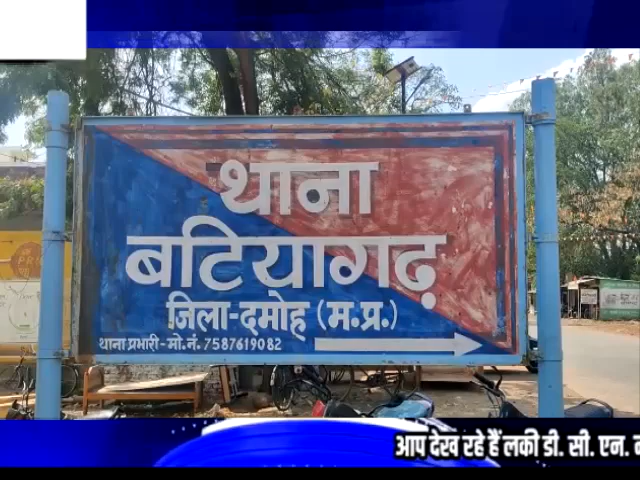 थाना
बटियागढ़
जिला-दमोह (म.प्र.)
थाना प्रभारी - मो. नं. 7587619082
आप देख रहे हैं लकी डी. सी. एन.